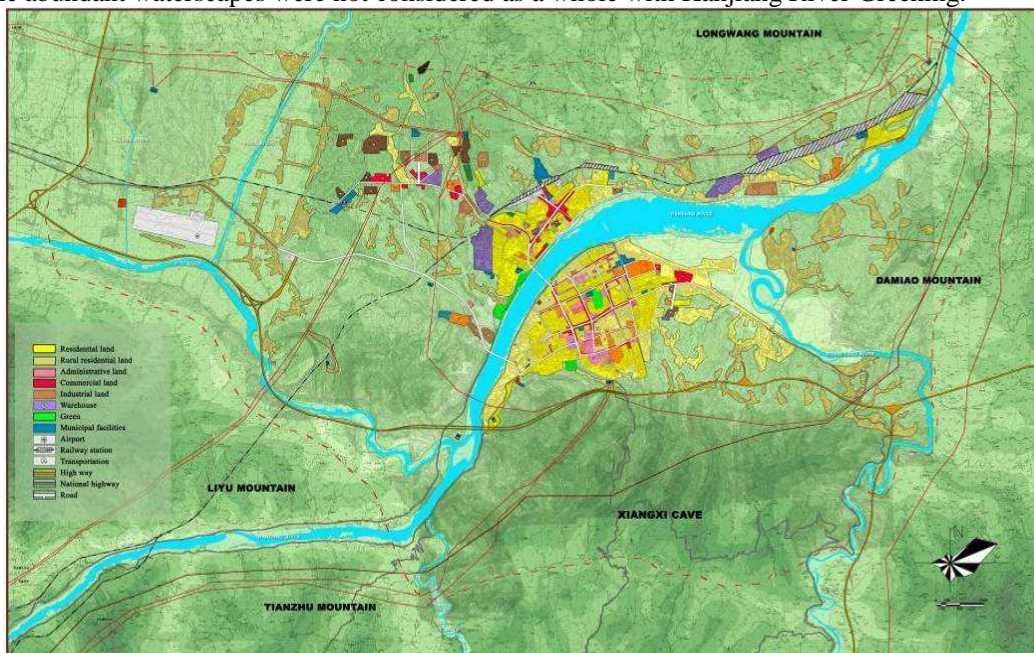 e abundant waterscapes were not considered as a whole with Hanjiang River Greening.
LONGWANG MOUNTAIN
DAMIAO MOUNTAIN
Residential land
Rural residential land
Administrative land
Commercial land
Industrial land
Warehouse
Green
Municipal facilities
Airport
Railway station
Transportation
High way
National highway
Road
LIYU MOUNTAIN
XIANGXI CAVE
TIANZHU MOUNTAIN
N